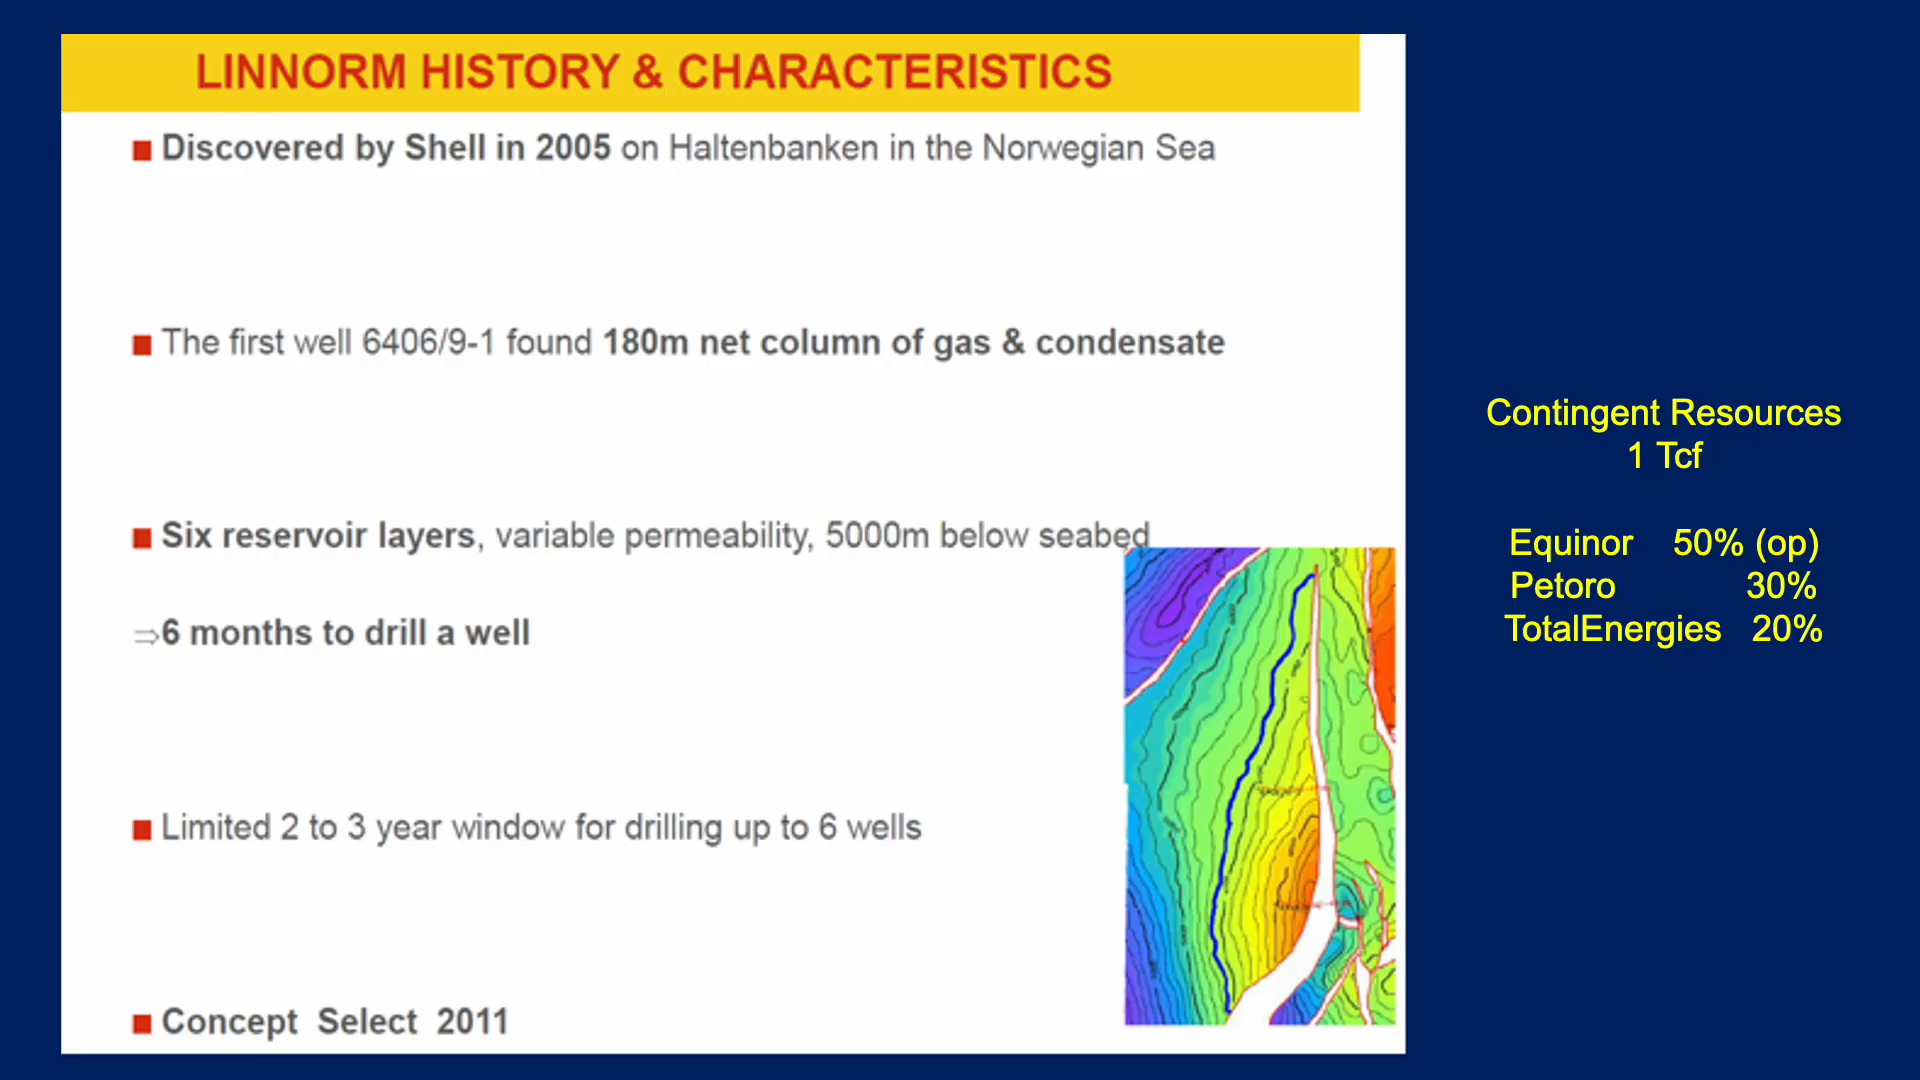 LINNORM HISTORY & CHARACTERISTICS
Discovered by Shell in 2005 on Haltenbanken in the Norwegian Sea
The first well 6406/9-1 found 180m net column of gas & condensate
Six reservoir layers, variable permeability, 5000m below seabed
⇒6 months to drill a well
Limited 2 to 3 year window for drilling up to 6 wells
Concept Select 2011
Contingent Resources
1 Tcf
Equinor 50% (op)
Petoro 30%
TotalEnergies 20%